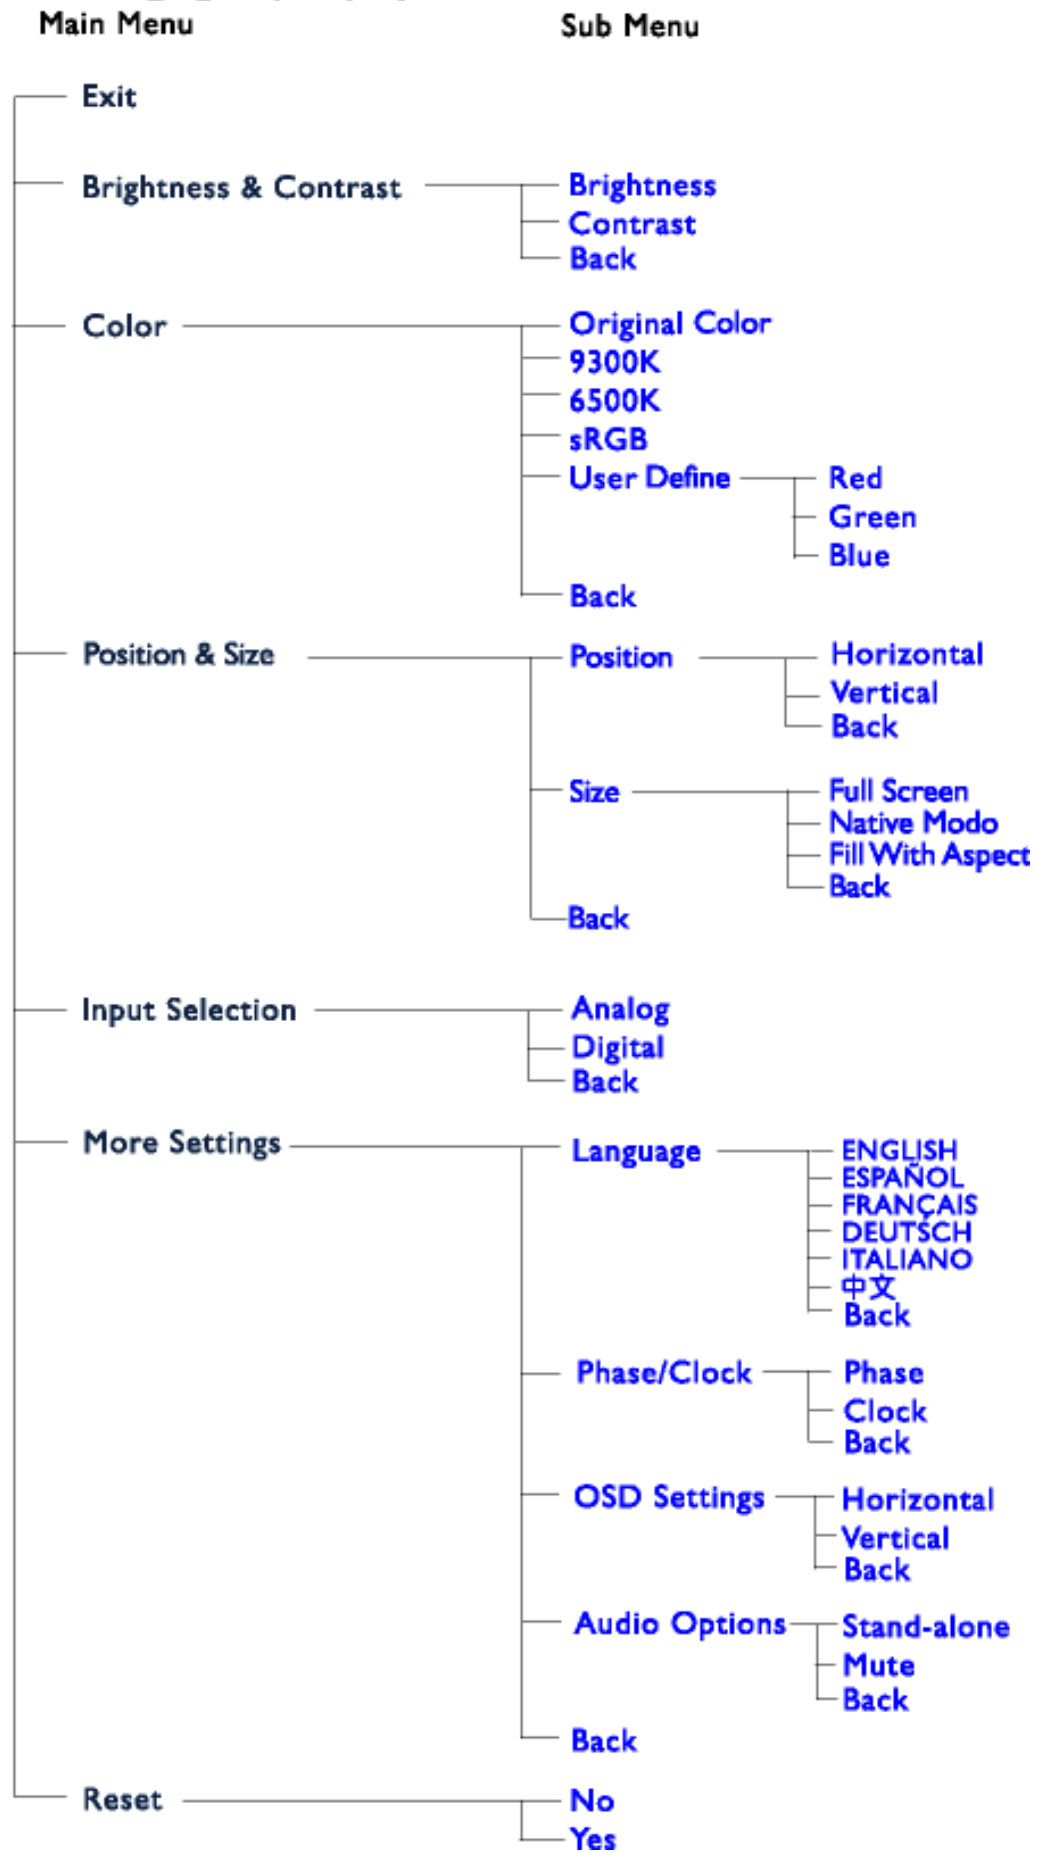 Main Menu Sub Menu
Exit
Brightness & Contrast Brightness
Contrast
Back
Color Original Color
9300K
6500K
sRGB
User Define Red
Green
Blue
Back
Position & Size Position Horizontal
Vertical
Back
Size Full Screen
Native Modo
Fill With Aspect
Back
Back
Input Selection Analog
Digital
Back
More Settings Language ENGLISH
ESPAÑOL
FRANÇAIS
DEUTSCH
ITALIANO
中文
Back
Phase/Clock Phase
Clock
Back
OSD Settings Horizontal
Vertical
Back
Audio Options Stand-alone
Mute
Back
Back
Reset No
Yes